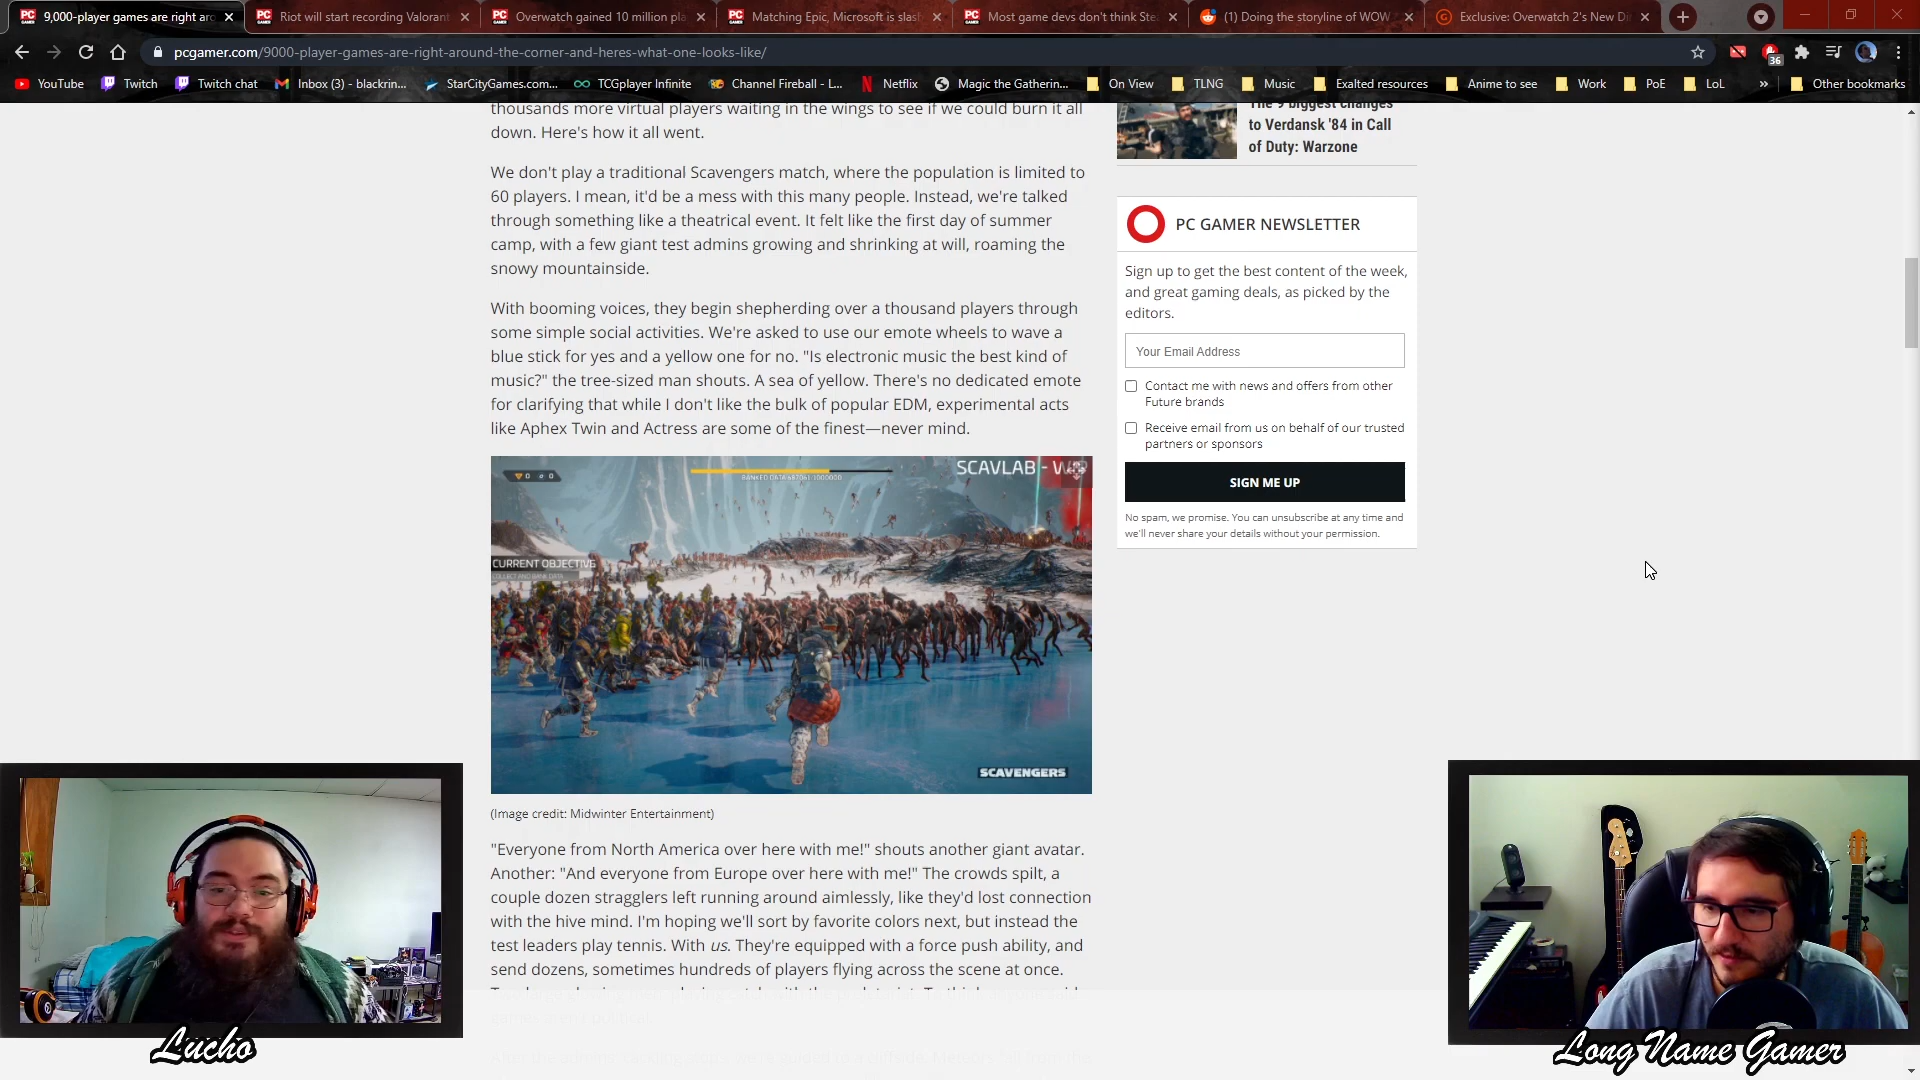 9,000-player games are right aro
Riot will start recording Valorant
Overwatch gained 10 million pla
Matching Epic, Microsoft is slash
Most game devs don't think Ste
(1) Doing the storyline of WOW
Exclusive: Overwatch 2's New Di
pcgamer.com/9000-player-games-are-right-around-the-corner-and-heres-what-one-looks-like/
36
YouTube
Twitch
Twitch chat
Inbox (3) - blackrin...
StarCityGames.com...
TCGplayer Infinite
Channel Fireball - L...
Netflix
Magic the Gatherin...
On View
TLNG
Music
Exalted resources
Anime to see
Work
PoE
LoL
»
Other bookmarks
thousands more virtual players waiting in the wings to see if we could burn it all
down. Here's how it all went.
We don't play a traditional Scavengers match, where the population is limited to
60 players. I mean, it'd be a mess with this many people. Instead, we're talked
through something like a theatrical event. It felt like the first day of summer
camp, with a few giant test admins growing and shrinking at will, roaming the
snowy mountainside.
With booming voices, they begin shepherding over a thousand players through
some simple social activities. We're asked to use our emote wheels to wave a
blue stick for yes and a yellow one for no. "Is electronic music the best kind of
music?" the tree-sized man shouts. A sea of yellow. There's no dedicated emote
for clarifying that while I don't like the bulk of popular EDM, experimental acts
like Aphex Twin and Actress are some of the finest—never mind.
SCAVLAB - W
BANKED DATA 687061/1000000
0 0
CURRENT OBJECTIVE
COLLECT AND BANK DATA
SCAVENGERS
(Image credit: Midwinter Entertainment)
"Everyone from North America over here with me!" shouts another giant avatar.
Another: "And everyone from Europe over here with me!" The crowds spilt, a
couple dozen stragglers left running around aimlessly, like they'd lost connection
with the hive mind. I'm hoping we'll sort by favorite colors next, but instead the
test leaders play tennis. With us. They're equipped with a force push ability, and
send dozens, sometimes hundreds of players flying across the scene at once.
The 9 biggest changes
to Verdansk '84 in Call
of Duty: Warzone
PC GAMER NEWSLETTER
Sign up to get the best content of the week,
and great gaming deals, as picked by the
editors.
Your Email Address
Contact me with news and offers from other
Future brands
Receive email from us on behalf of our trusted
partners or sponsors
SIGN ME UP
No spam, we promise. You can unsubscribe at any time and
we'll never share your details without your permission.
Lucho
Long Name Gamer